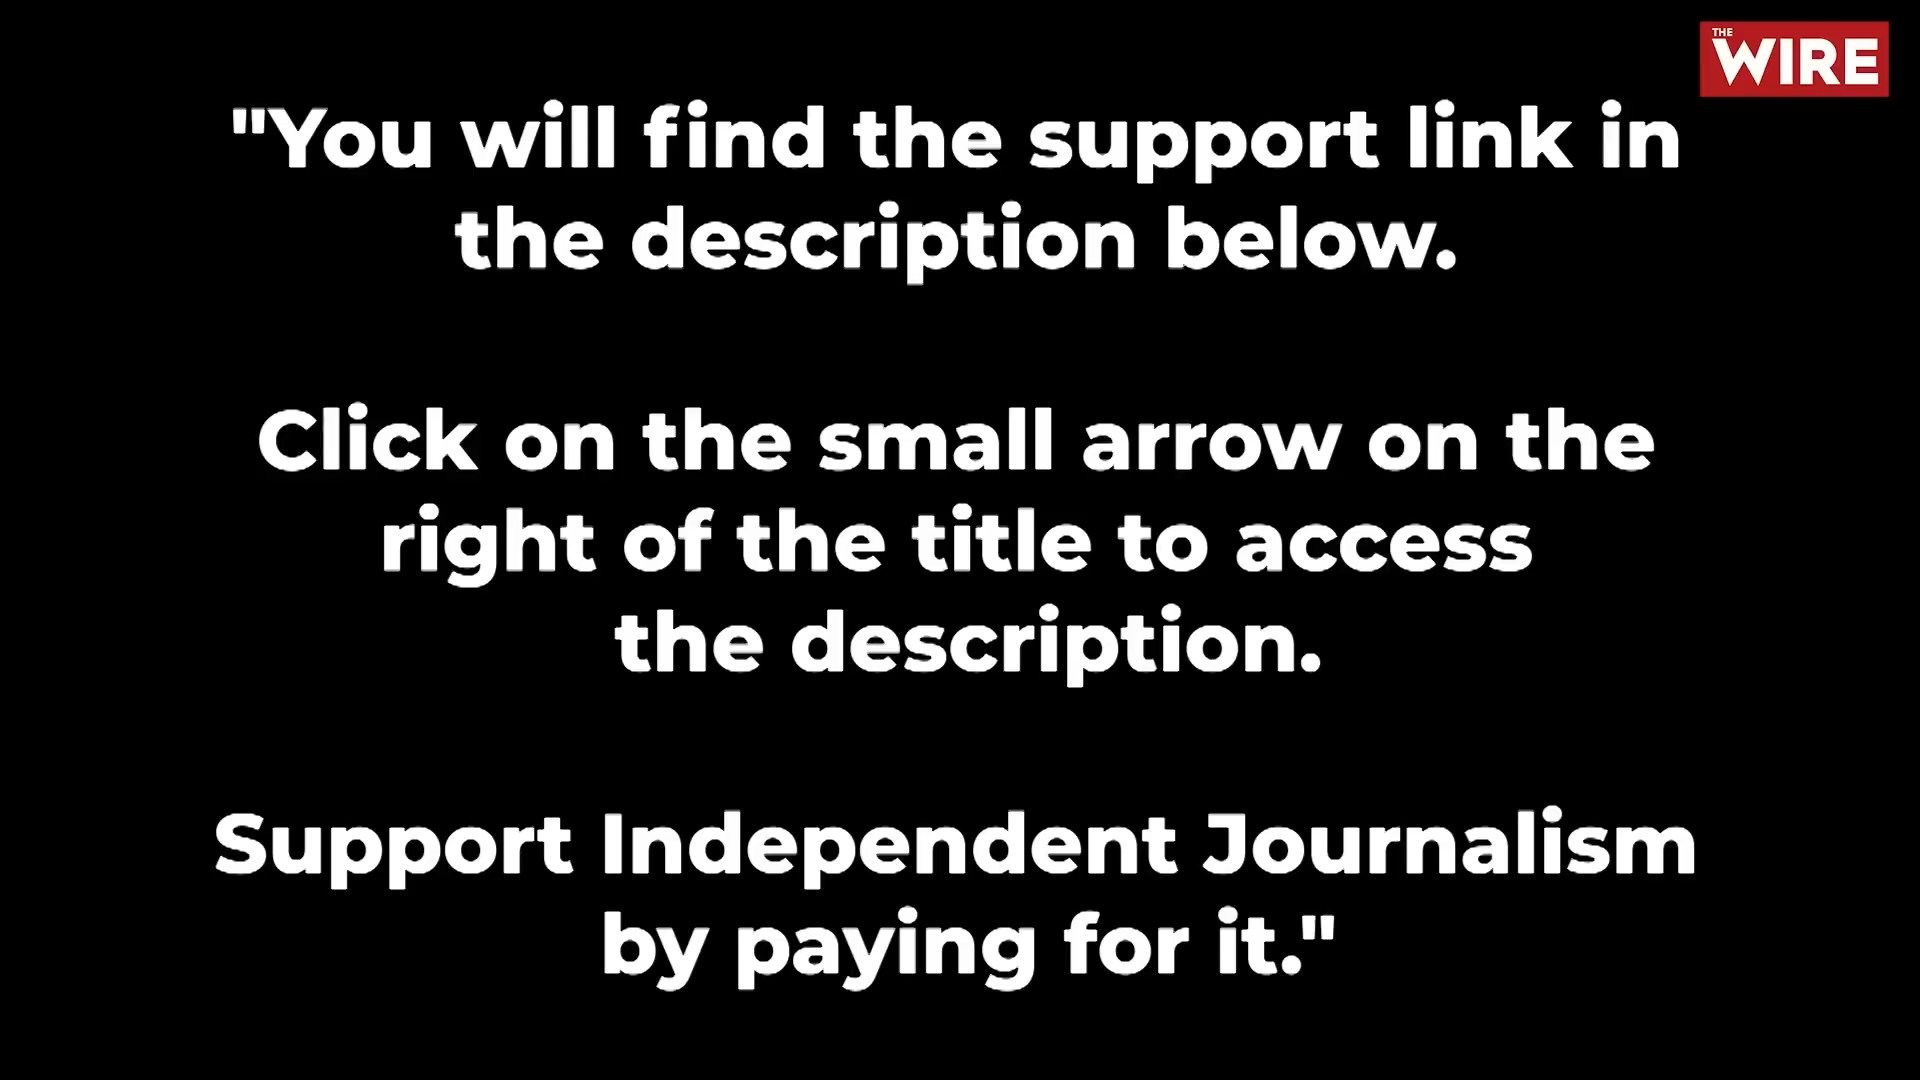 THE
WIRE
"You will find the support link in
the description below.
Click on the small arrow on the
right of the title to access
the description.
Support Independent Journalism
by paying for it."